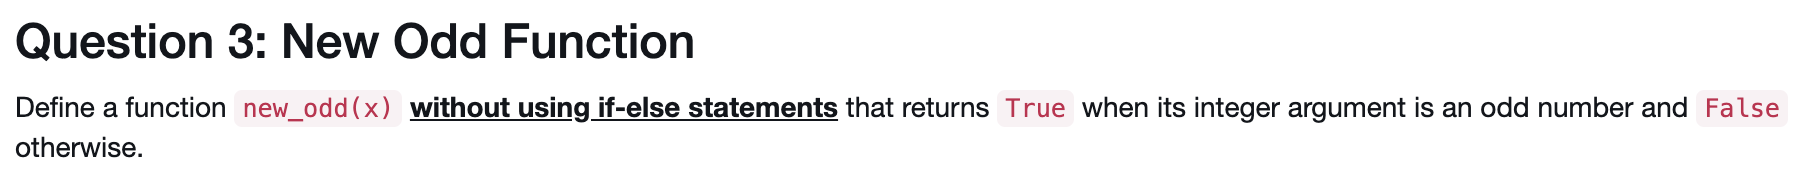 Question 3: New Odd Function
Define a function new_odd(x) without using if-else statements that returns True when its integer argument is an odd number and False
otherwise.